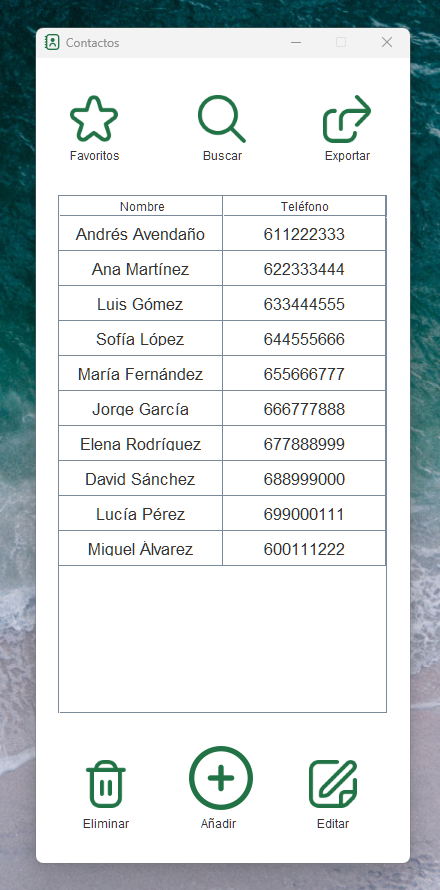 Contactos
Favoritos Buscar Exportar
Nombre Teléfono
Andrés Avendaño 611222333
Ana Martínez 622333444
Luis Gómez 633444555
Sofía López 644555666
María Fernández 655666777
Jorge García 666777888
Elena Rodríguez 677888999
David Sánchez 688999000
Lucía Pérez 699000111
Miguel Álvarez 600111222
Eliminar Añadir Editar